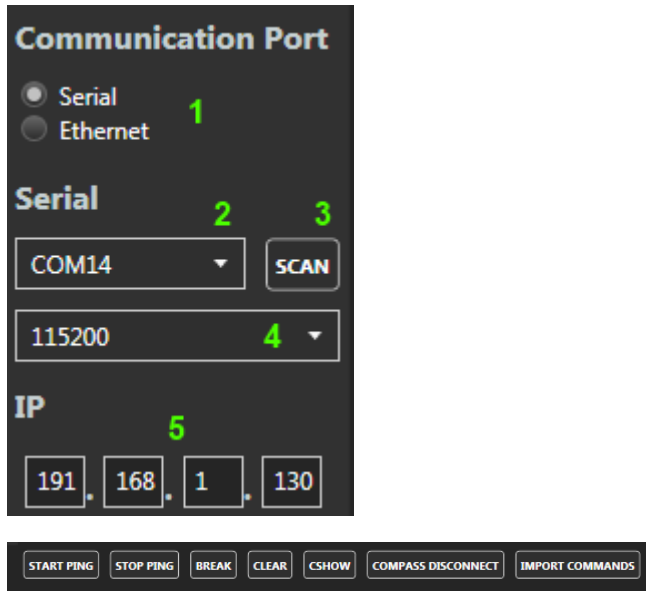 Communication Port
Serial
1
Ethernet
Serial
2
3
COM14
SCAN
115200
4
IP
5
191 . 168 . 1 . 130
START PING STOP PING BREAK CLEAR CSHOW COMPASS DISCONNECT IMPORT COMMANDS